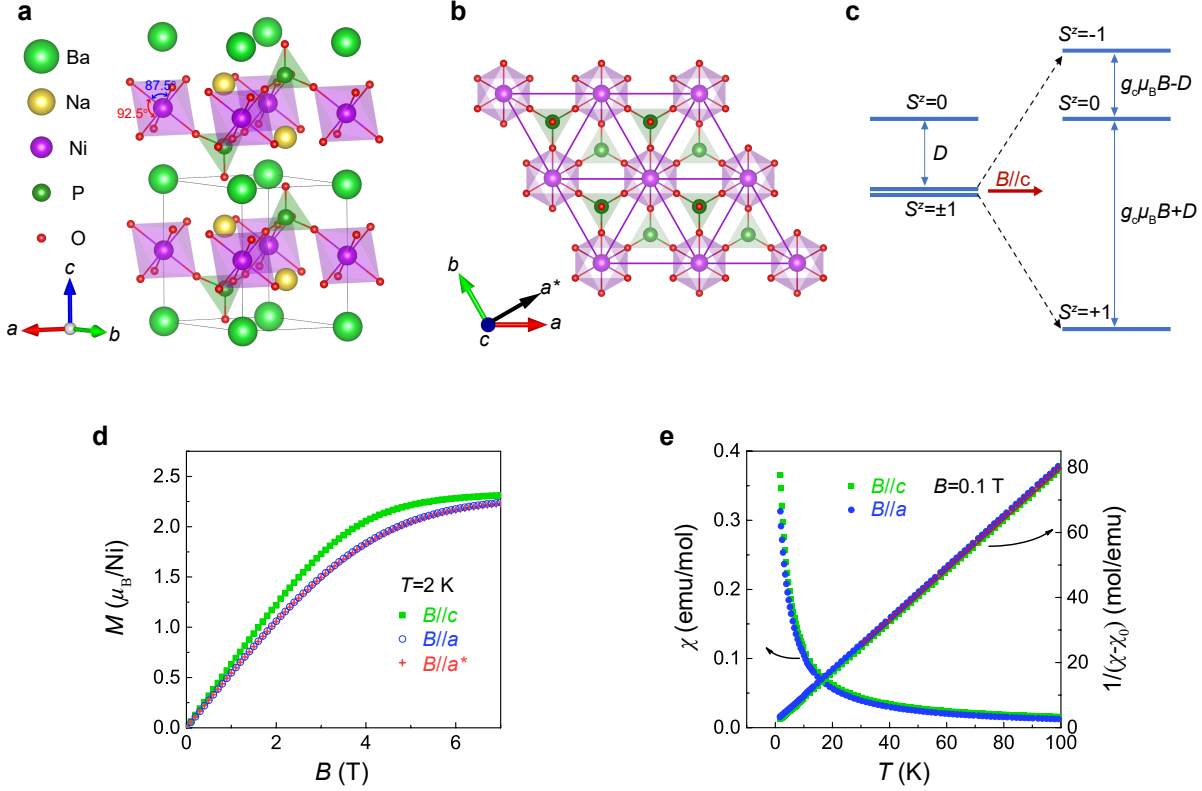 a
Ba
Na
Ni
P
O
87.5°
92.5°
c
a
b
b
b
a*
a
c
c
S^z=0
D
S^z=±1
B//c
S^z=-1
g_cμ_BB-D
S^z=0
g_cμ_BB+D
S^z=+1
d
2.5
2.0
1.5
1.0
0.5
0.0
M (μ_B/Ni)
T=2 K
B//c
B//a
B//a*
0
2
4
6
B (T)
e
0.4
0.3
0.2
0.1
0.0
χ (emu/mol)
B//c
B//a
B=0.1 T
80
60
40
20
0
1/(χ-χ_0) (mol/emu)
0
20
40
60
80
100
T (K)